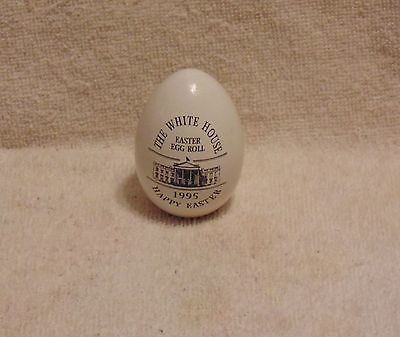 THE WHITE HOUSE
EASTER
EGG ROLL
1995
HAPPY EASTER